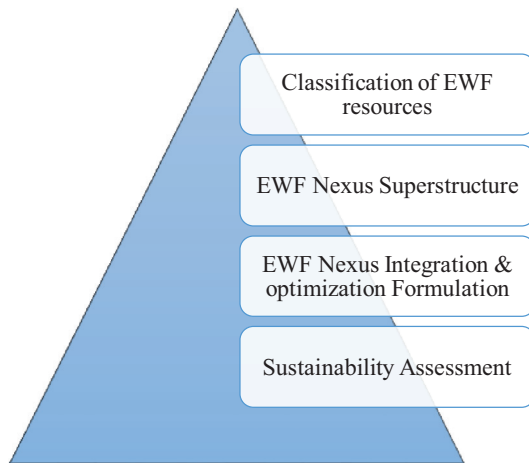 Classification of EWF
resources
EWF Nexus Superstructure
EWF Nexus Integration &
optimization Formulation
Sustainability Assessment